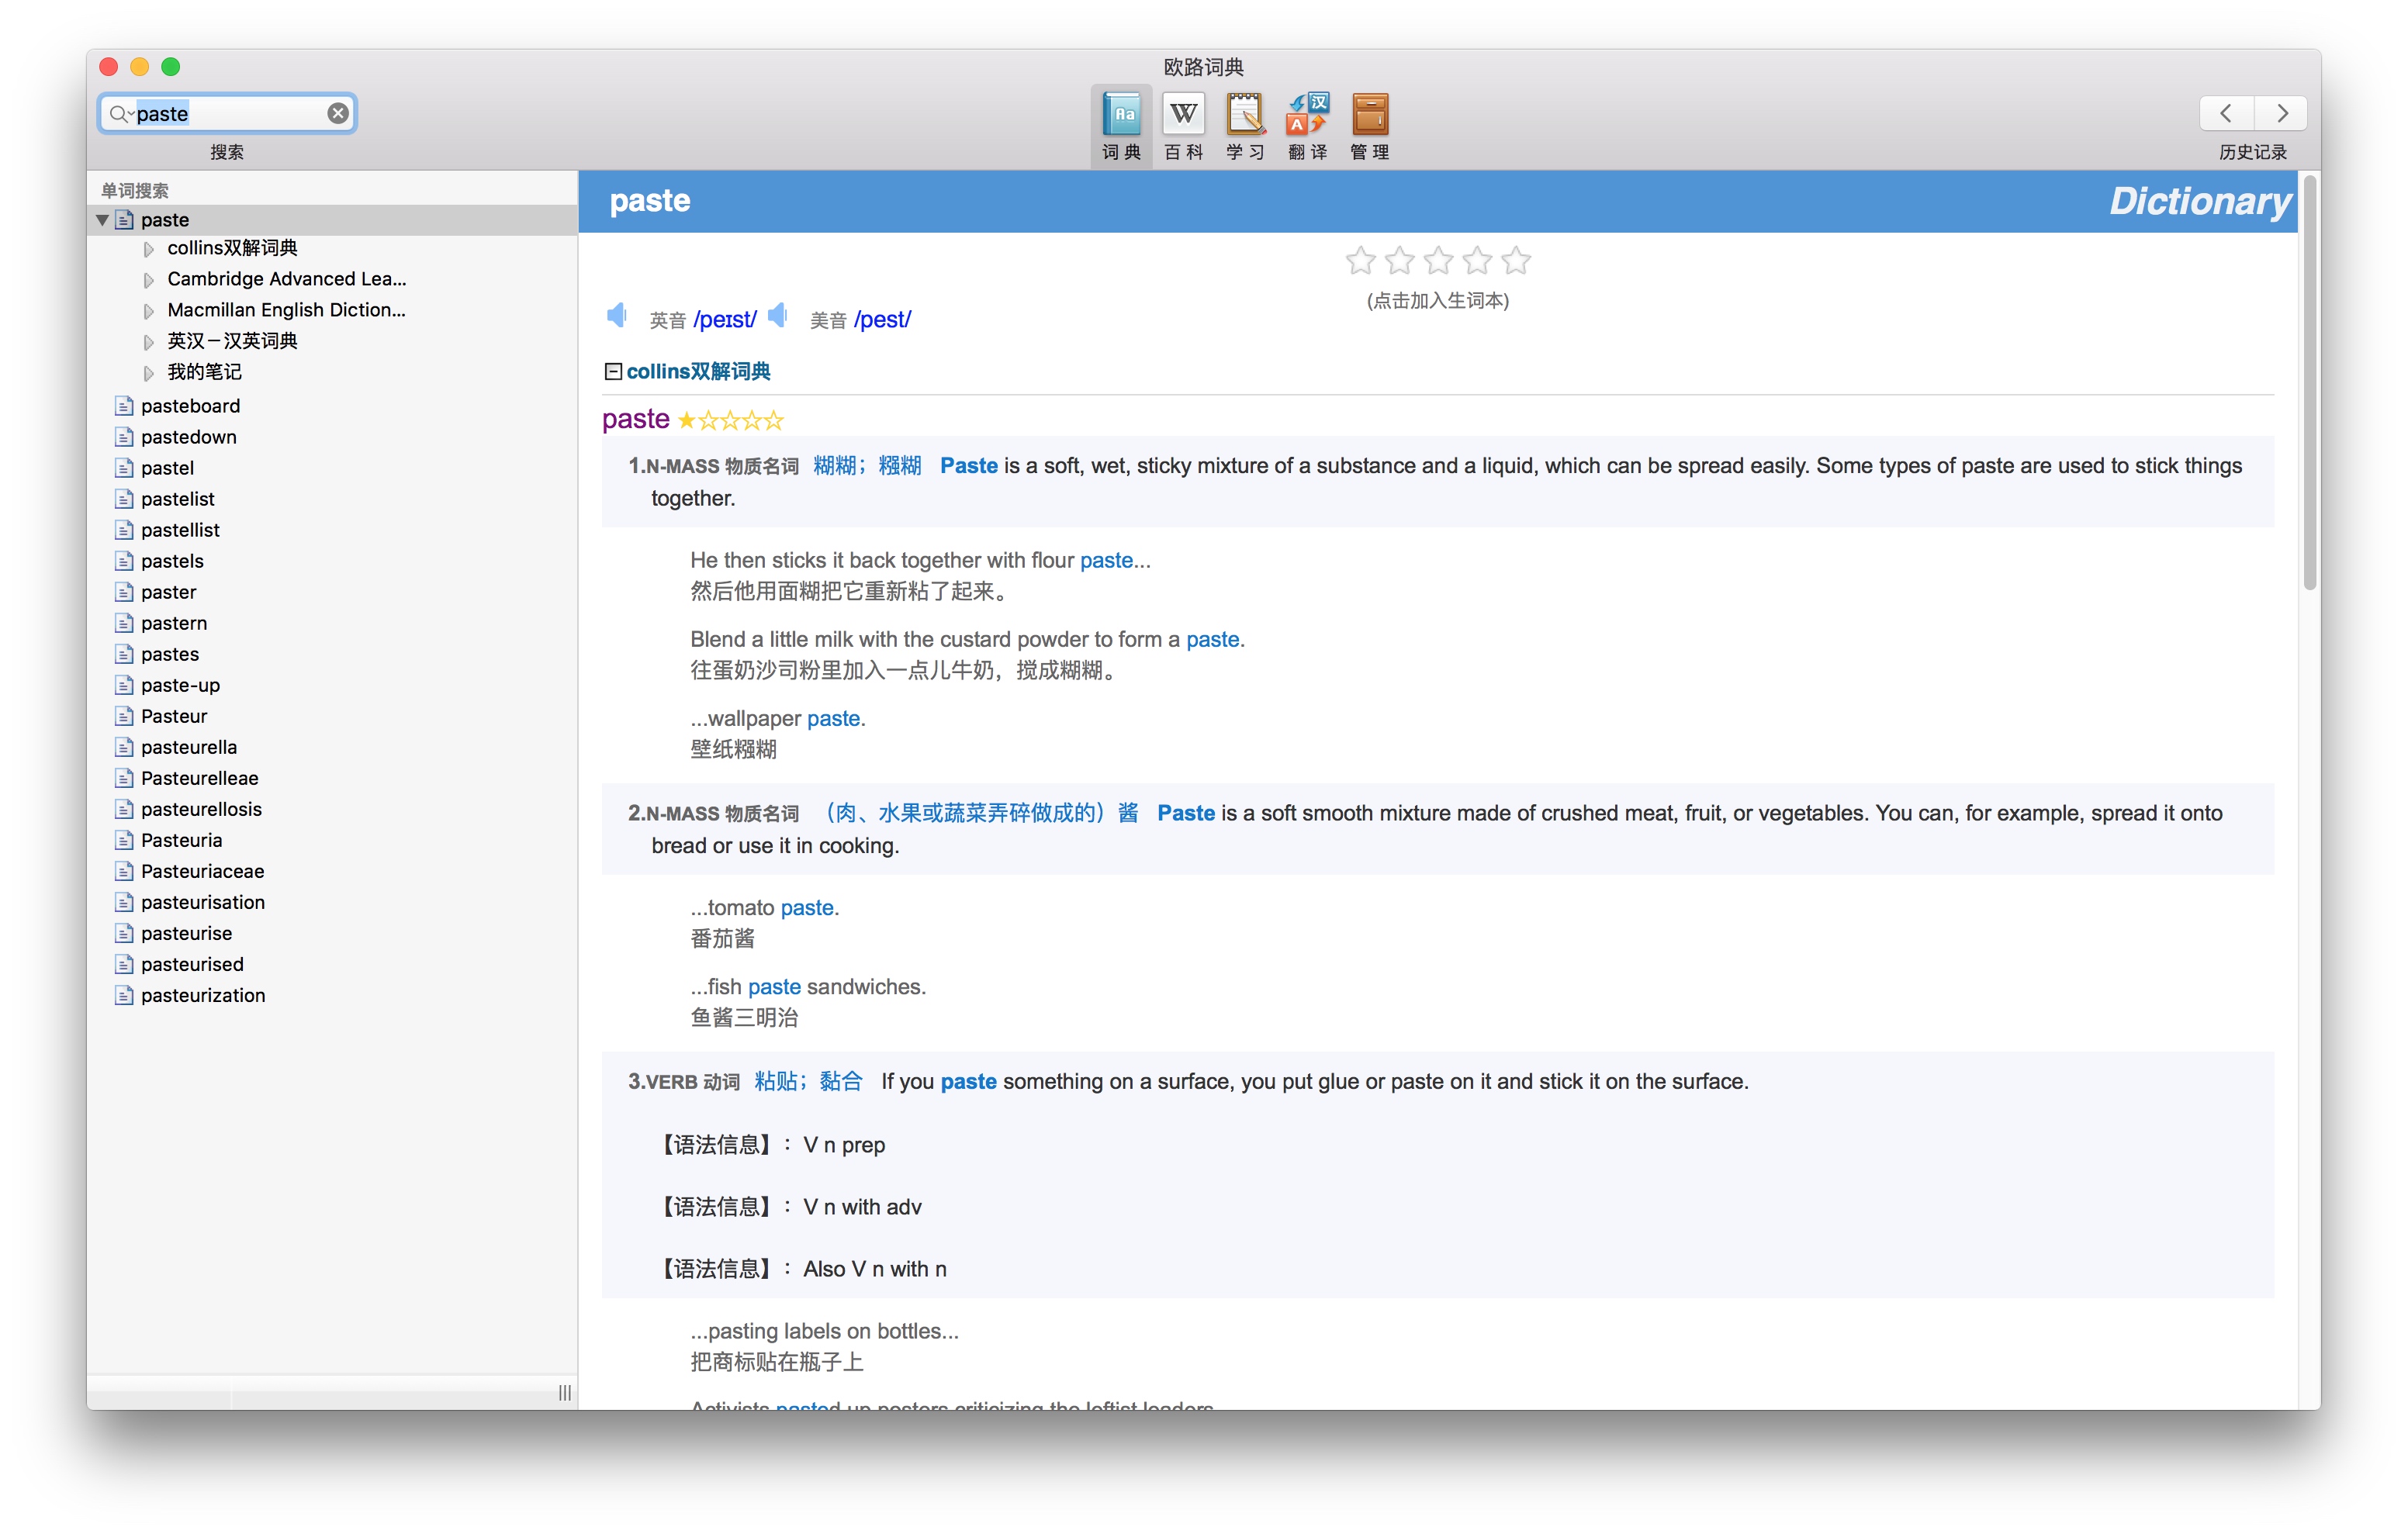 欧路词典
paste
搜索
词典
百科
学习
翻译
管理
历史记录
单词搜索
paste
collins双解词典
Cambridge Advanced Lea...
Macmillan English Diction...
英汉－汉英词典
我的笔记
pasteboard
pastedown
pastel
pastelist
pastellist
pastels
paster
pastern
pastes
paste-up
Pasteur
pasteurella
Pasteurelleae
pasteurellosis
Pasteuria
Pasteuriaceae
pasteurisation
pasteurise
pasteurised
pasteurization
paste
Dictionary
(点击加入生词本)
英音 /peɪst/ 美音 /pest/
collins双解词典
paste ★☆☆☆☆
1.N-MASS 物质名词 糊糊；糨糊 Paste is a soft, wet, sticky mixture of a substance and a liquid, which can be spread easily. Some types of paste are used to stick things
together.
He then sticks it back together with flour paste...
然后他用面糊把它重新粘了起来。
Blend a little milk with the custard powder to form a paste.
往蛋奶沙司粉里加入一点儿牛奶，搅成糊糊。
...wallpaper paste.
壁纸糨糊
2.N-MASS 物质名词 （肉、水果或蔬菜弄碎做成的）酱 Paste is a soft smooth mixture made of crushed meat, fruit, or vegetables. You can, for example, spread it onto
bread or use it in cooking.
...tomato paste.
番茄酱
...fish paste sandwiches.
鱼酱三明治
3.VERB 动词 粘贴；黏合 If you paste something on a surface, you put glue or paste on it and stick it on the surface.
【语法信息】：V n prep
【语法信息】：V n with adv
【语法信息】：Also V n with n
...pasting labels on bottles...
把商标贴在瓶子上
Activists pasted up posters criticizing the leftist leaders.